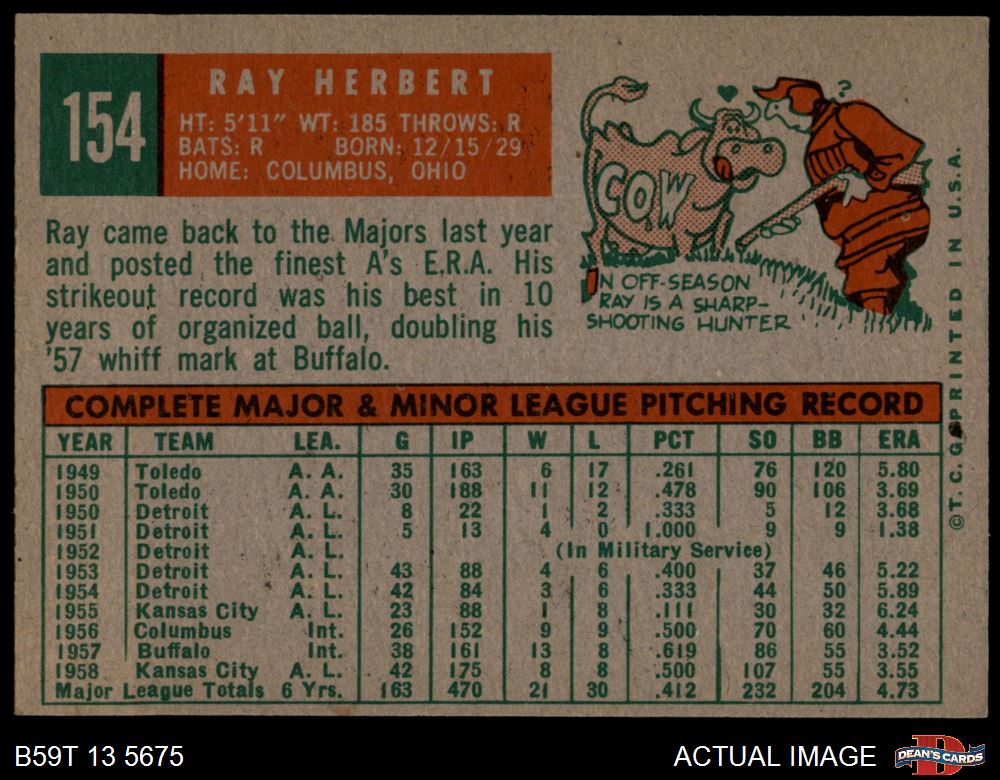 154
RAY HERBERT
HT: 5'11" WT: 185 THROWS: R
BATS: R BORN: 12/15/29
HOME: COLUMBUS, OHIO
Ray came back to the Majors last year
and posted the finest A's E.R.A. His
strikeout record was his best in 10
years of organized ball, doubling his
'57 whiff mark at Buffalo.
COW
?
IN OFF-SEASON
RAY IS A SHARP-
SHOOTING HUNTER
© T. C. G. PRINTED IN U.S.A.
COMPLETE MAJOR & MINOR LEAGUE PITCHING RECORD
YEAR TEAM LEA. G IP W L PCT SO BB ERA
1949 Toledo A. A. 35 163 6 17 .261 76 120 5.80
1950 Toledo A. A. 30 188 11 12 .478 90 106 3.69
1950 Detroit A. L. 8 22 1 2 .333 5 12 3.68
1951 Detroit A. L. 5 13 4 0 1.000 9 9 1.38
1952 Detroit A. L. (In Military Service)
1953 Detroit A. L. 43 88 4 6 .400 37 46 5.22
1954 Detroit A. L. 42 84 3 6 .333 44 50 5.89
1955 Kansas City A. L. 23 88 1 8 .111 30 32 6.24
1956 Columbus Int. 26 152 9 9 .500 70 60 4.44
1957 Buffalo Int. 38 161 13 8 .619 86 55 3.52
1958 Kansas City A. L. 42 175 8 8 .500 107 55 3.55
Major League Totals 6 Yrs. 163 470 21 30 .412 232 204 4.73
B59T 13 5675
ACTUAL IMAGE
DEAN'S CARDS